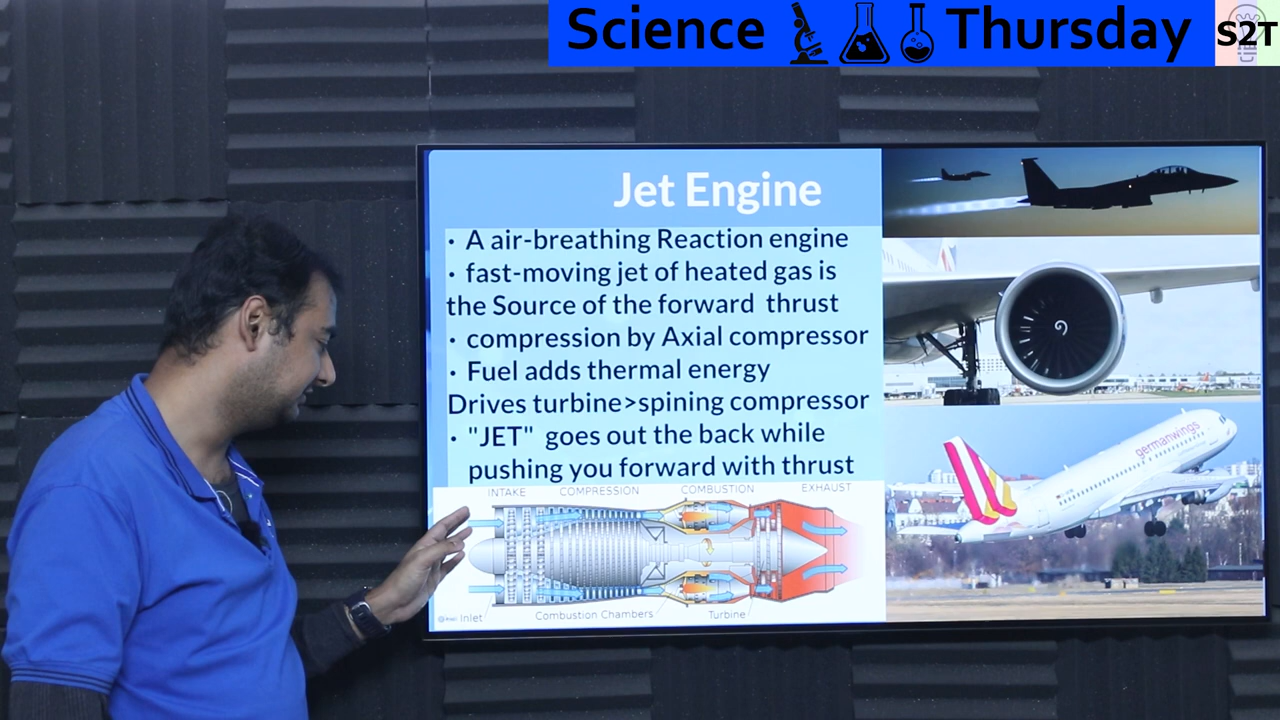 Science Thursday
S2T
Jet Engine
· A air-breathing Reaction engine
· fast-moving jet of heated gas is
the Source of the forward thrust
· compression by Axial compressor
· Fuel adds thermal energy
Drives turbine>spining compressor
· "JET" goes out the back while
pushing you forward with thrust
INTAKE COMPRESSION COMBUSTION EXHAUST
Inlet Combustion Chambers Turbine
germanwings